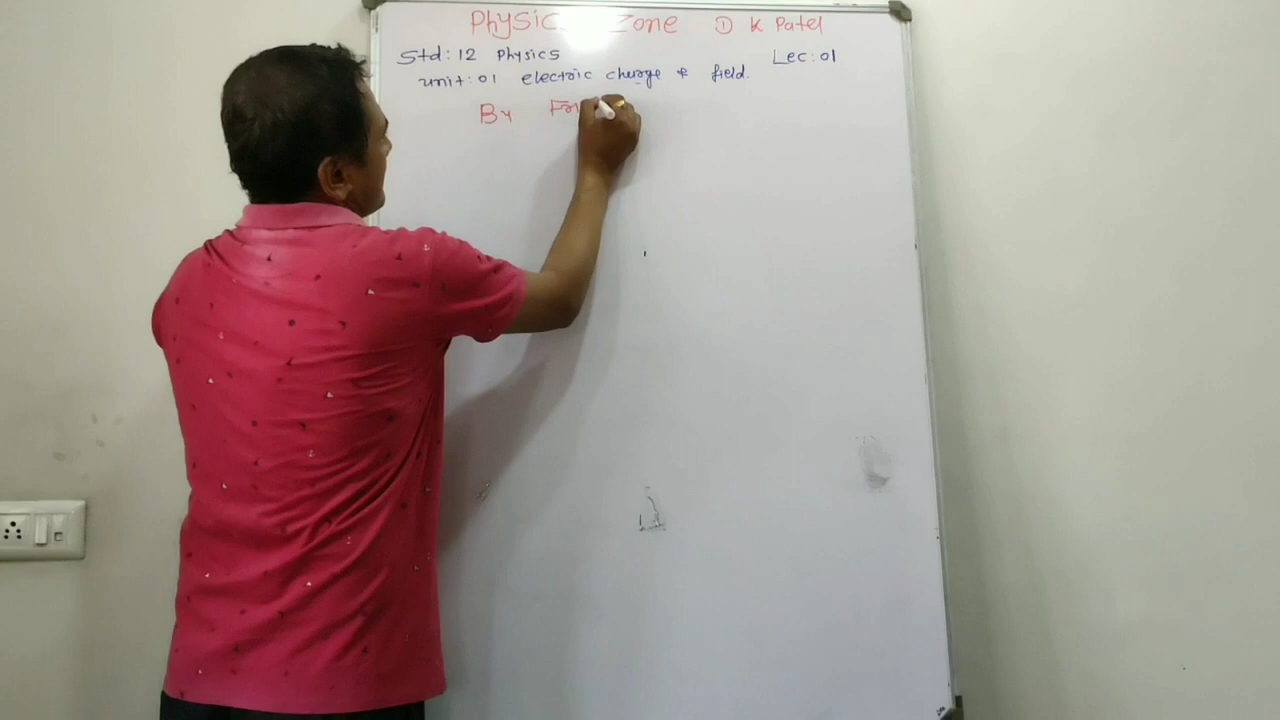 Physics Zone D K Patel
Std: 12 Physics Lec: 01
unit: 01 electric charge & field.
By